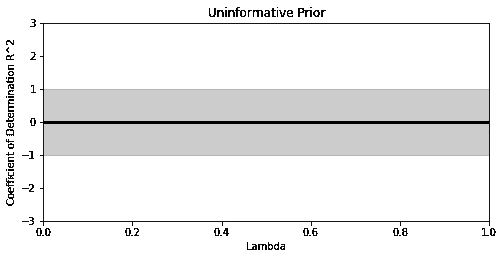 Uninformative Prior
Coefficient of Determination R^2
3
2
1
0
−1
−2
−3
0.0 0.2 0.4 0.6 0.8 1.0
Lambda